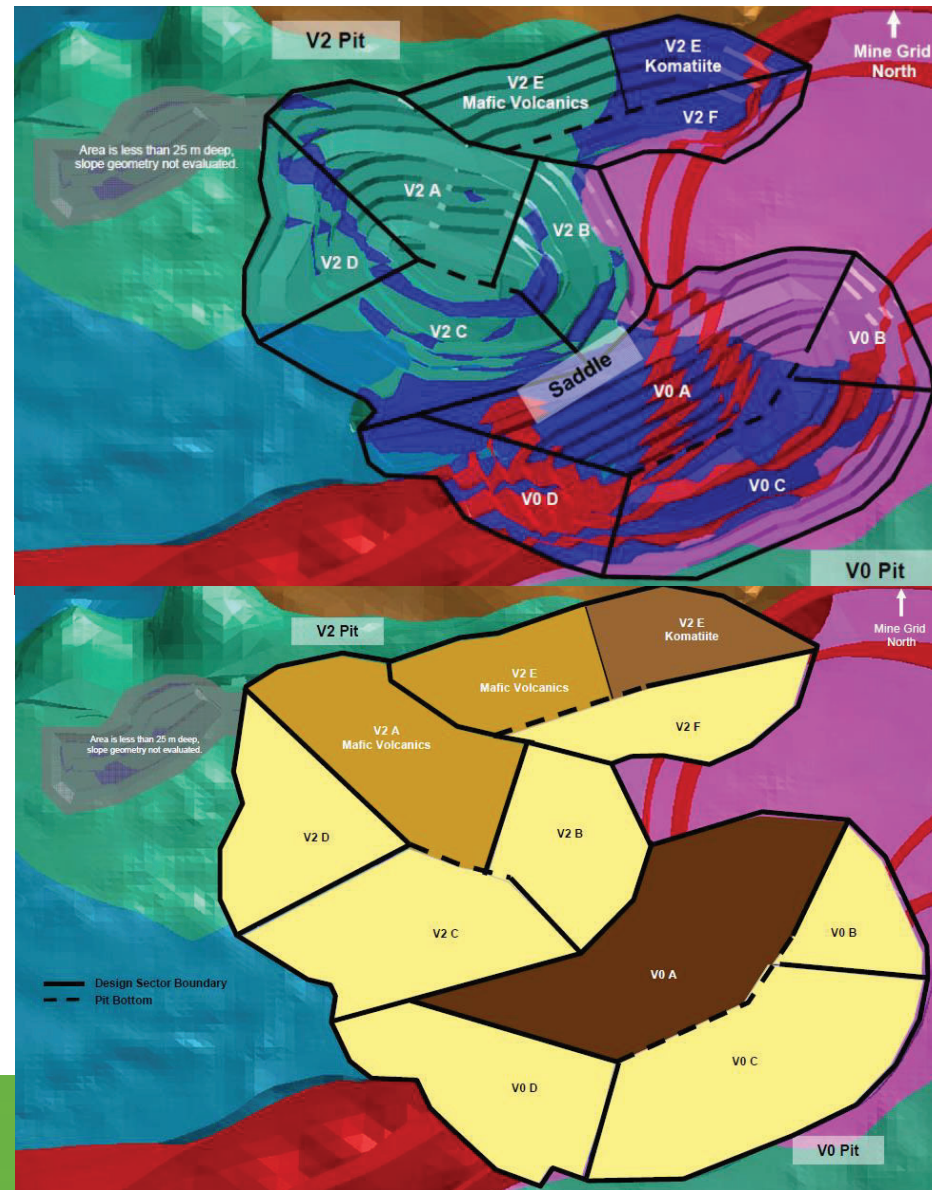 V2 Pit
Mine Grid
North
V2 E
Komatiite
V2 E
Mafic Volcanics
V2 F
Area is less than 25 m deep,
slope geometry not evaluated.
V2 A
V2 B
V2 D
V2 C
Saddle
V0 B
V0 A
V0 C
V0 D
V0 Pit
V2 Pit
Mine Grid
North
V2 E
Komatiite
V2 E
Mafic Volcanics
V2 F
V2 A
Mafic Volcanics
Area is less than 25 m deep,
slope geometry not evaluated.
V2 D
V2 B
V2 C
V0 B
V0 A
Design Sector Boundary
Pit Bottom
V0 C
V0 D
V0 Pit